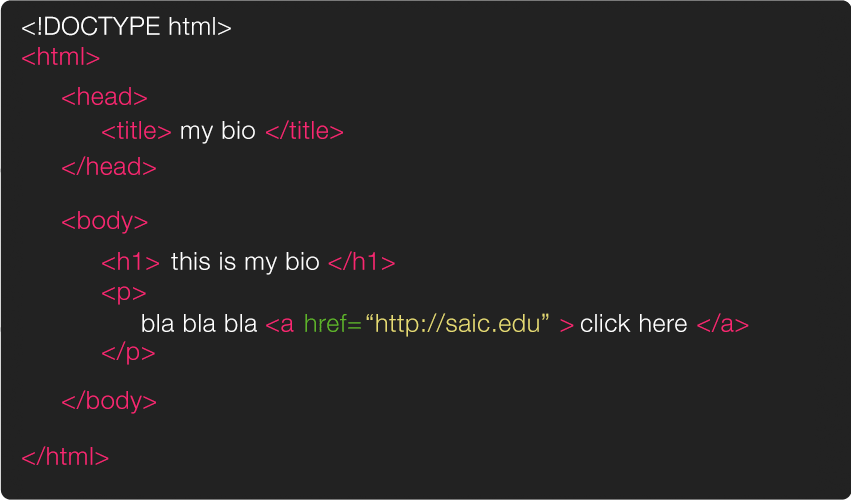 <!DOCTYPE html>
<html>
<head>
<title> my bio </title>
</head>
<body>
<h1> this is my bio </h1>
<p>
bla bla bla <a href=“http://saic.edu” > click here </a>
</p>
</body>
</html>